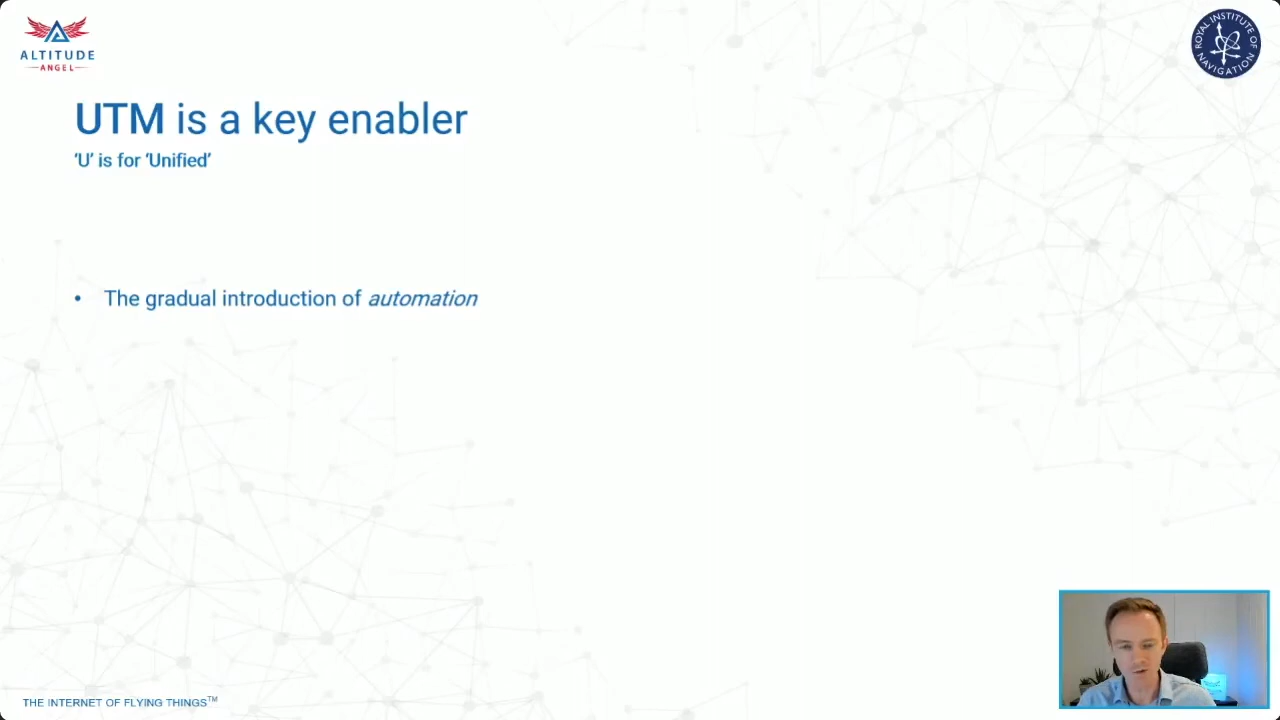 ALTITUDE
ANGEL
ROYAL INSTITUTE OF NAVIGATION
UTM is a key enabler
‘U’ is for ‘Unified’
• The gradual introduction of automation
THE INTERNET OF FLYING THINGS™